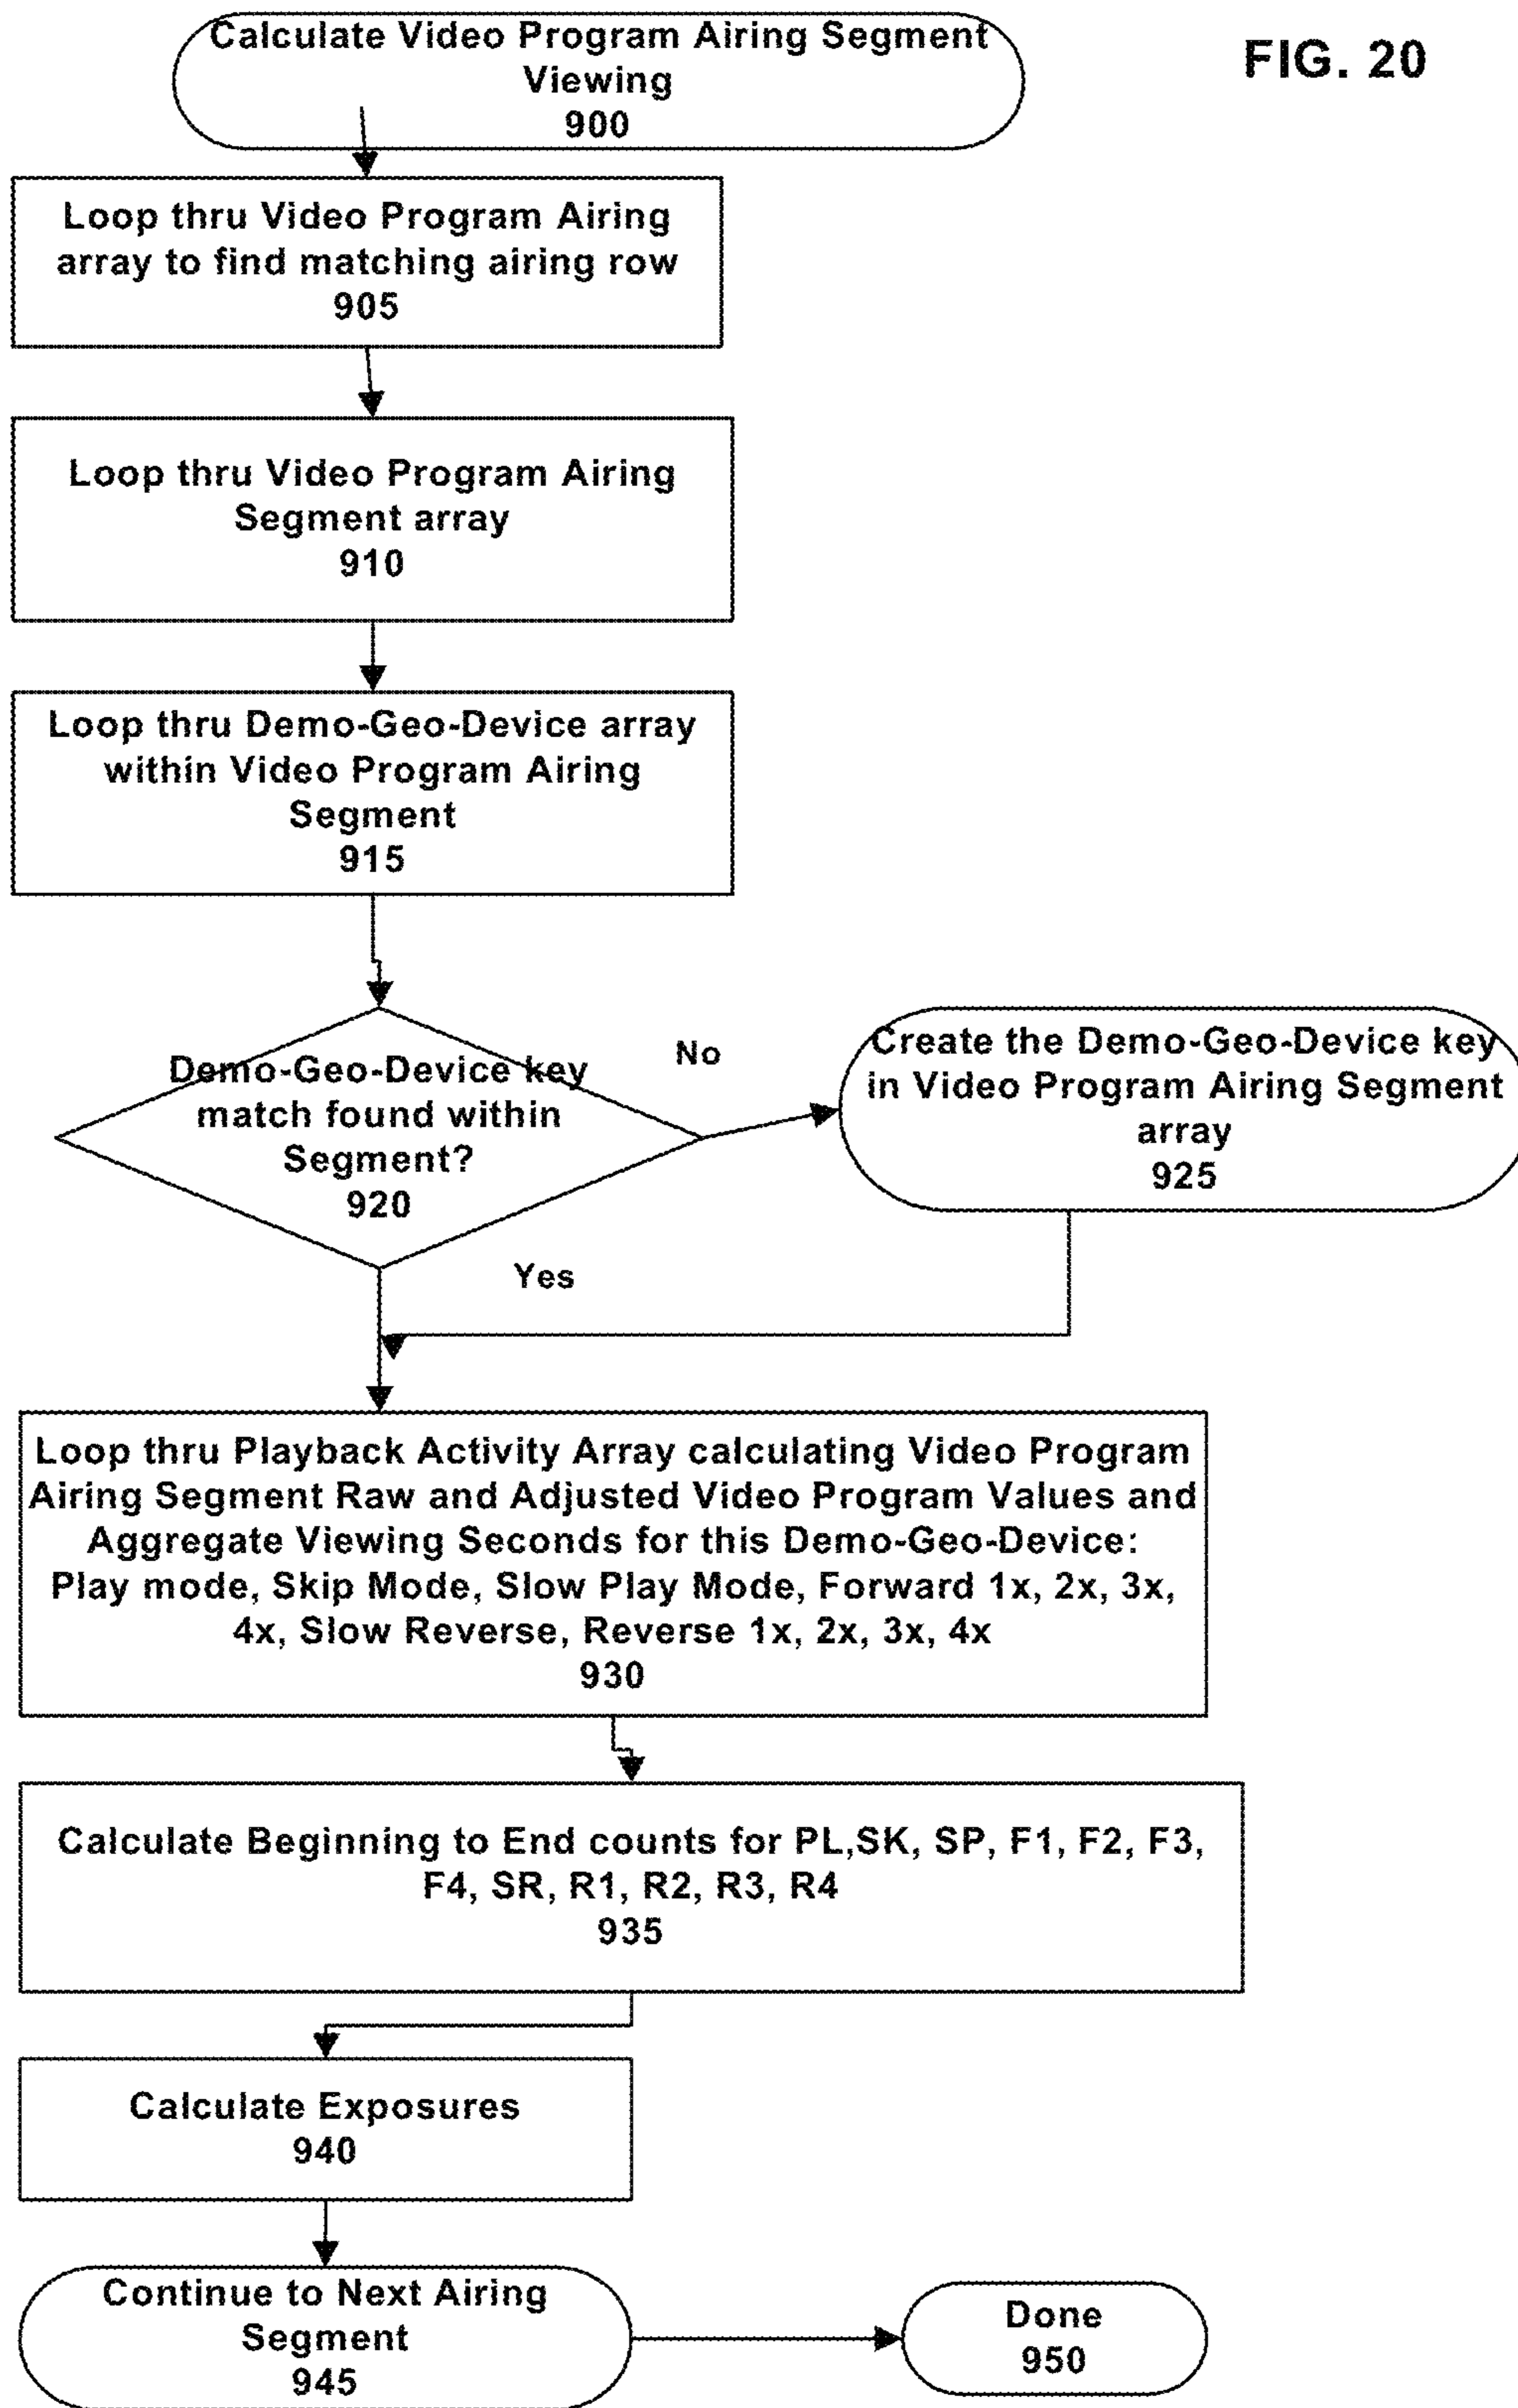 Calculate Video Program Airing Segment
Viewing
900
FIG. 20
Loop thru Video Program Airing
array to find matching airing row
905
Loop thru Video Program Airing
Segment array
910
Loop thru Demo-Geo-Device array
within Video Program Airing
Segment
915
Demo-Geo-Device key
match found within
Segment?
920
No
Create the Demo-Geo-Device key
in Video Program Airing Segment
array
925
Yes
Loop thru Playback Activity Array calculating Video Program
Airing Segment Raw and Adjusted Video Program Values and
Aggregate Viewing Seconds for this Demo-Geo-Device:
Play mode, Skip Mode, Slow Play Mode, Forward 1x, 2x, 3x,
4x, Slow Reverse, Reverse 1x, 2x, 3x, 4x
930
Calculate Beginning to End counts for PL,SK, SP, F1, F2, F3,
F4, SR, R1, R2, R3, R4
935
Calculate Exposures
940
Continue to Next Airing
Segment
945
Done
950